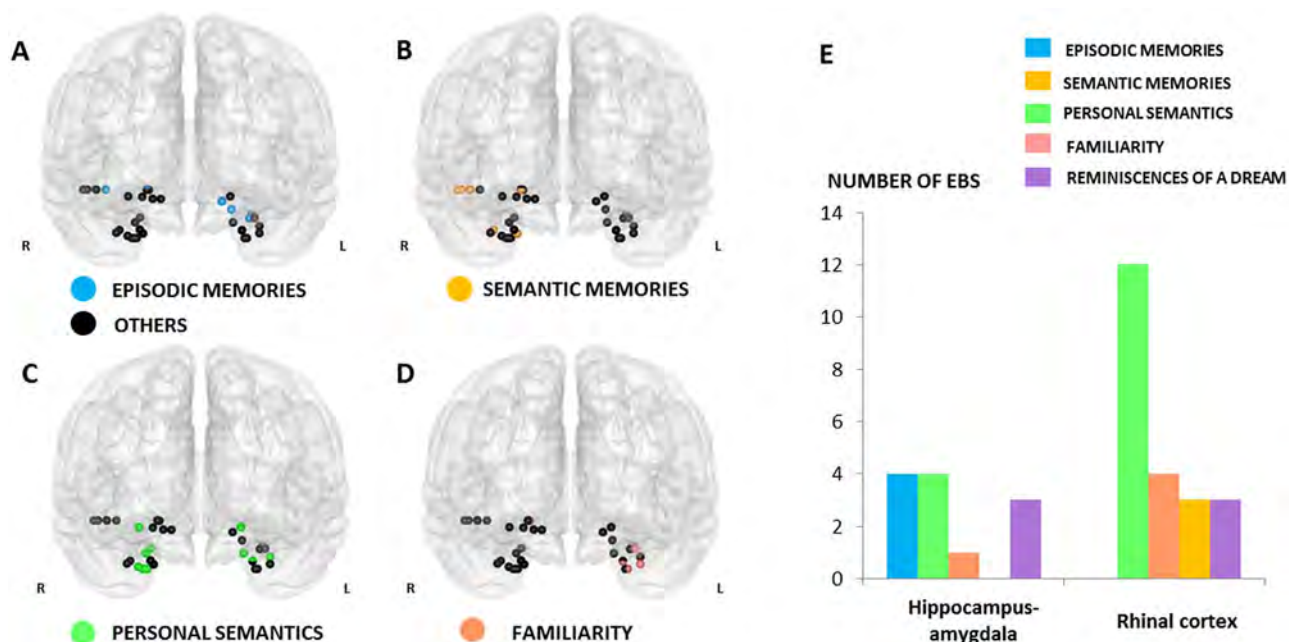 A
R
L
EPISODIC MEMORIES
OTHERS
B
R
L
SEMANTIC MEMORIES
C
R
L
PERSONAL SEMANTICS
D
R
L
FAMILIARITY
E
EPISODIC MEMORIES
SEMANTIC MEMORIES
PERSONAL SEMANTICS
FAMILIARITY
REMINISCENCES OF A DREAM
NUMBER OF EBS
14
12
10
8
6
4
2
0
Hippocampus-
amygdala
Rhinal cortex